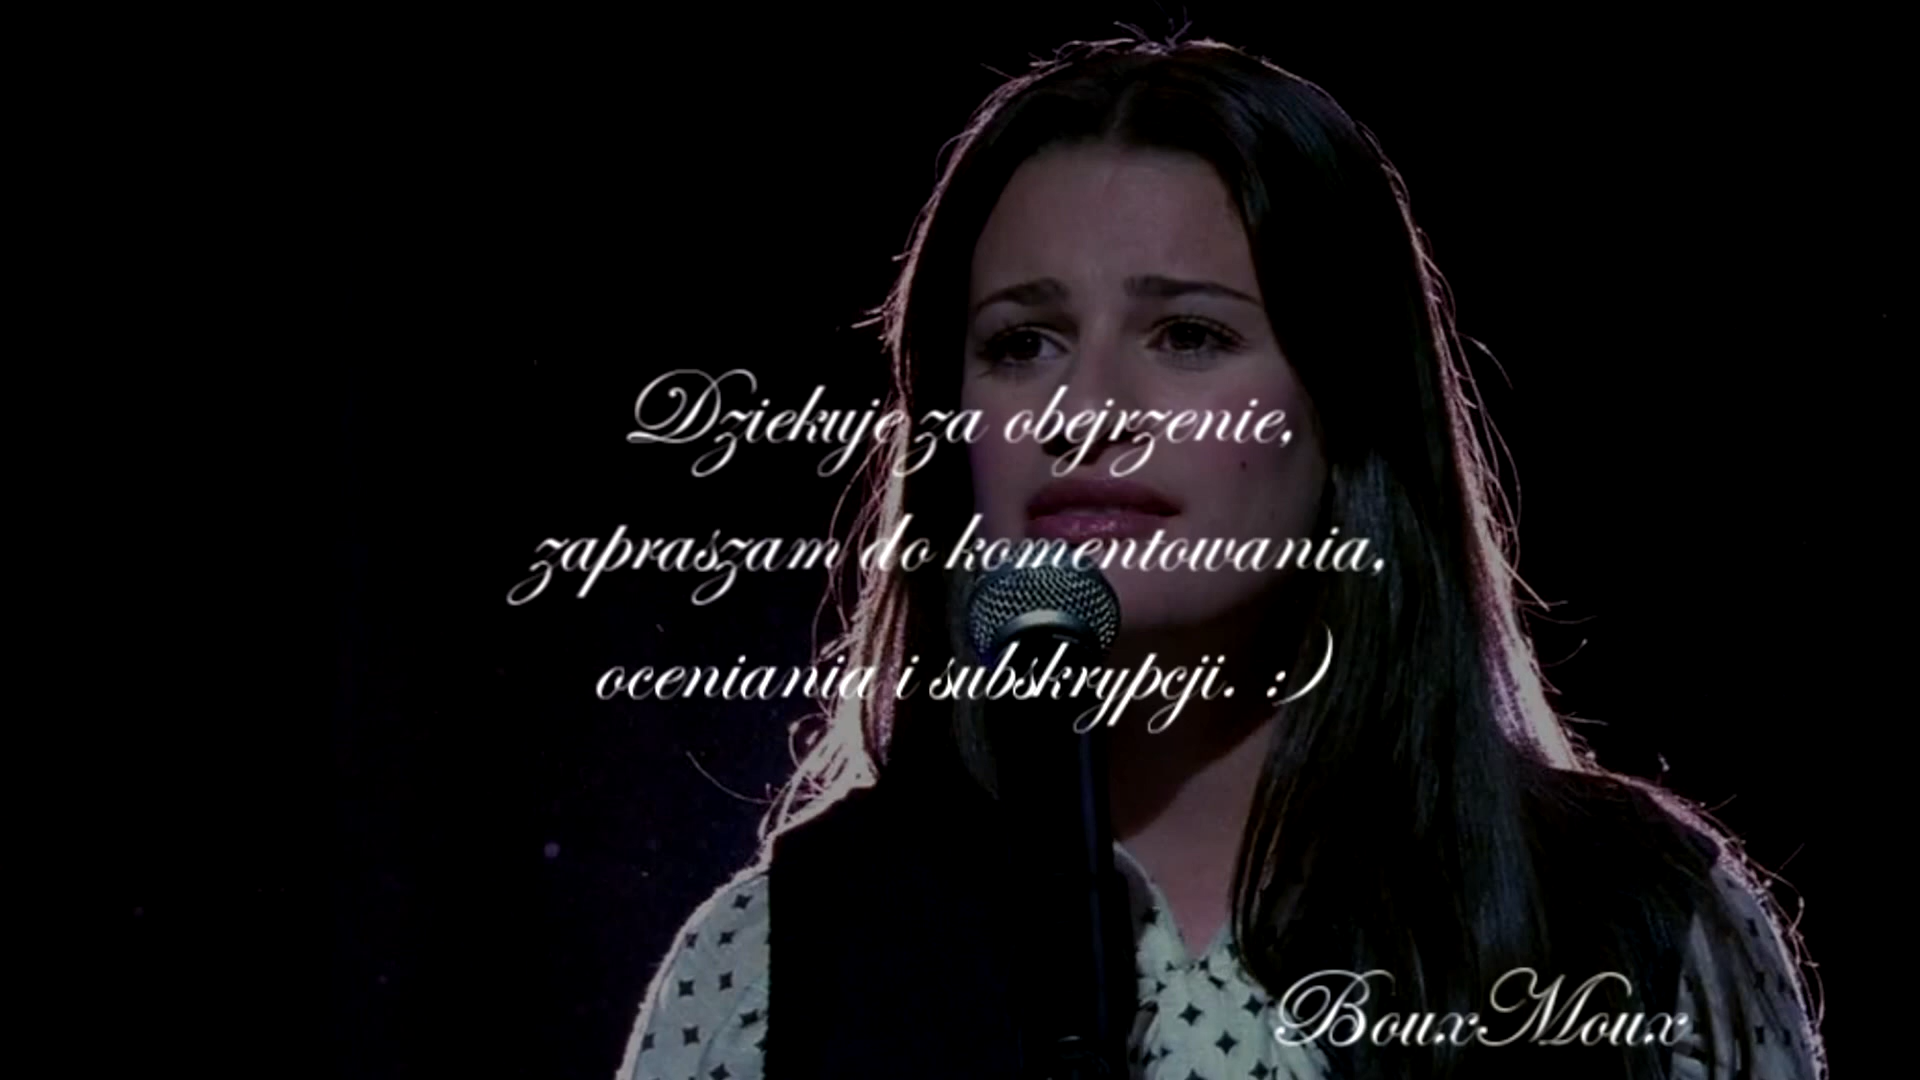 Dziekuje za obejrzenie,
zapraszam do komentowania,
oceniania i subskrypcji. :)
BouxMoux